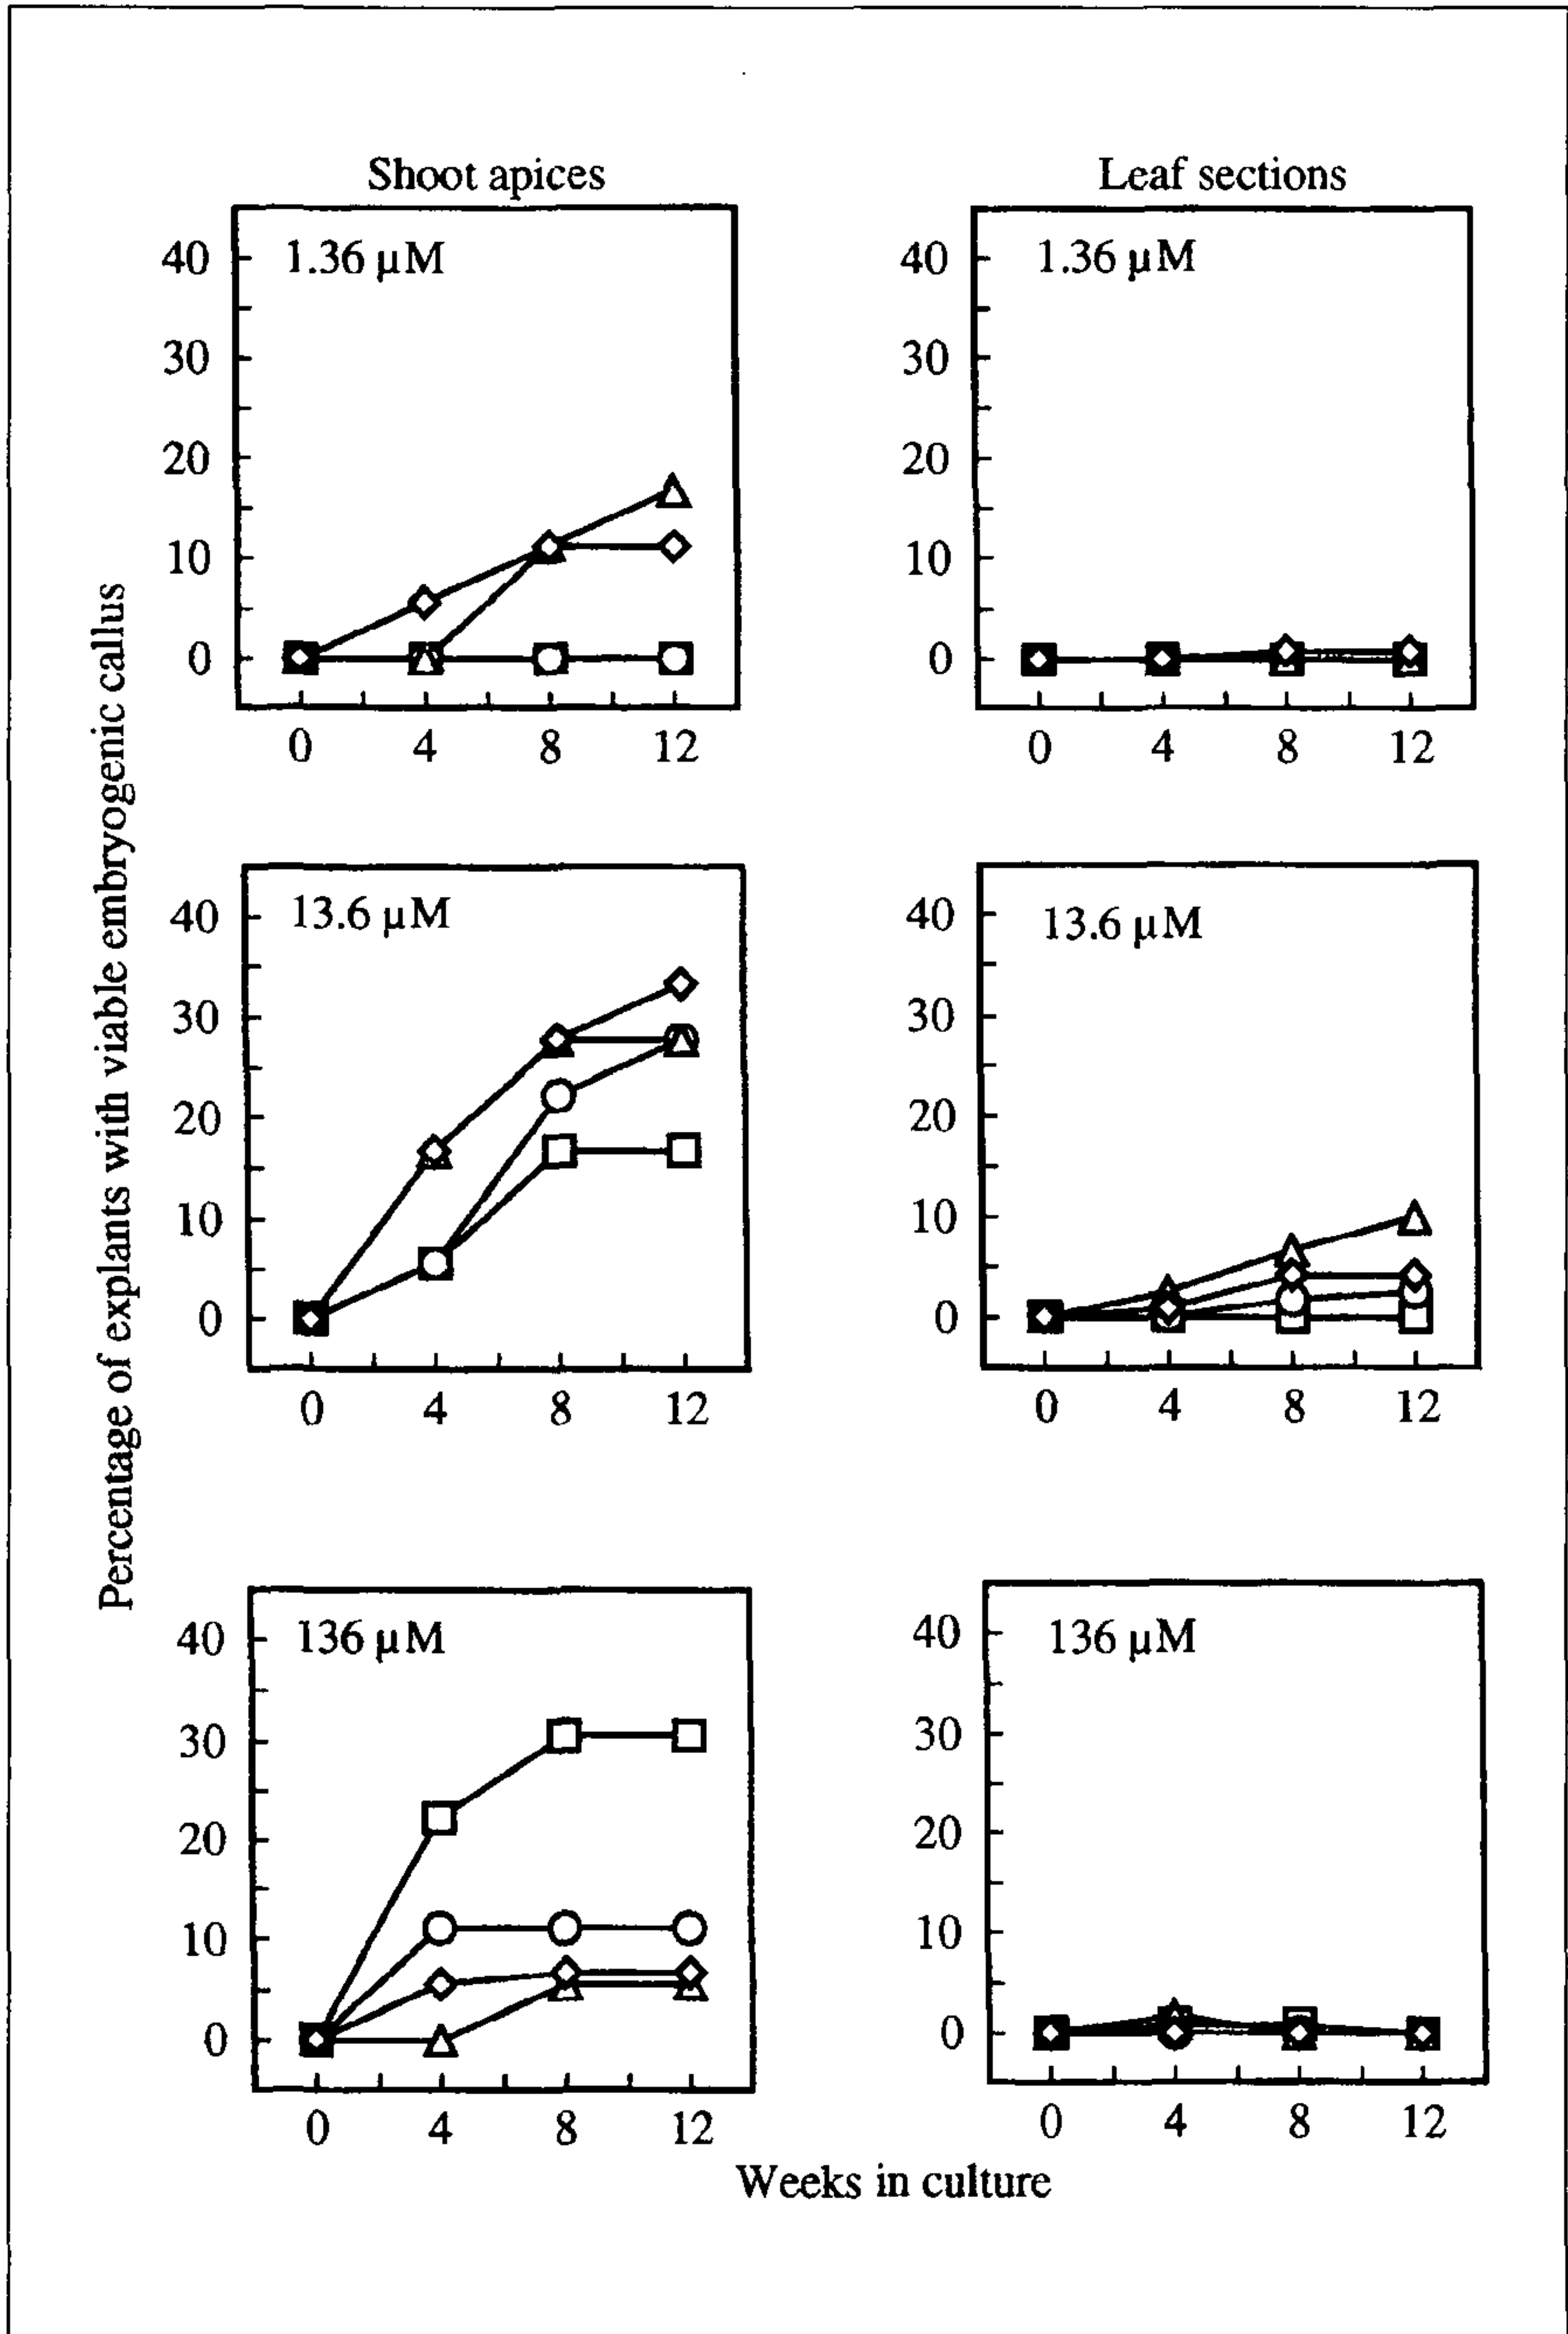 Shoot apices
Leaf sections
Percentage of explants with viable embryogenic callus
1.36 µM
40
30
20
10
0
0 4 8 12
1.36 µM
40
30
20
10
0
0 4 8 12
13.6 µM
40
30
20
10
0
0 4 8 12
13.6 µM
40
30
20
10
0
0 4 8 12
136 µM
40
30
20
10
0
0 4 8 12
136 µM
40
30
20
10
0
0 4 8 12
Weeks in culture